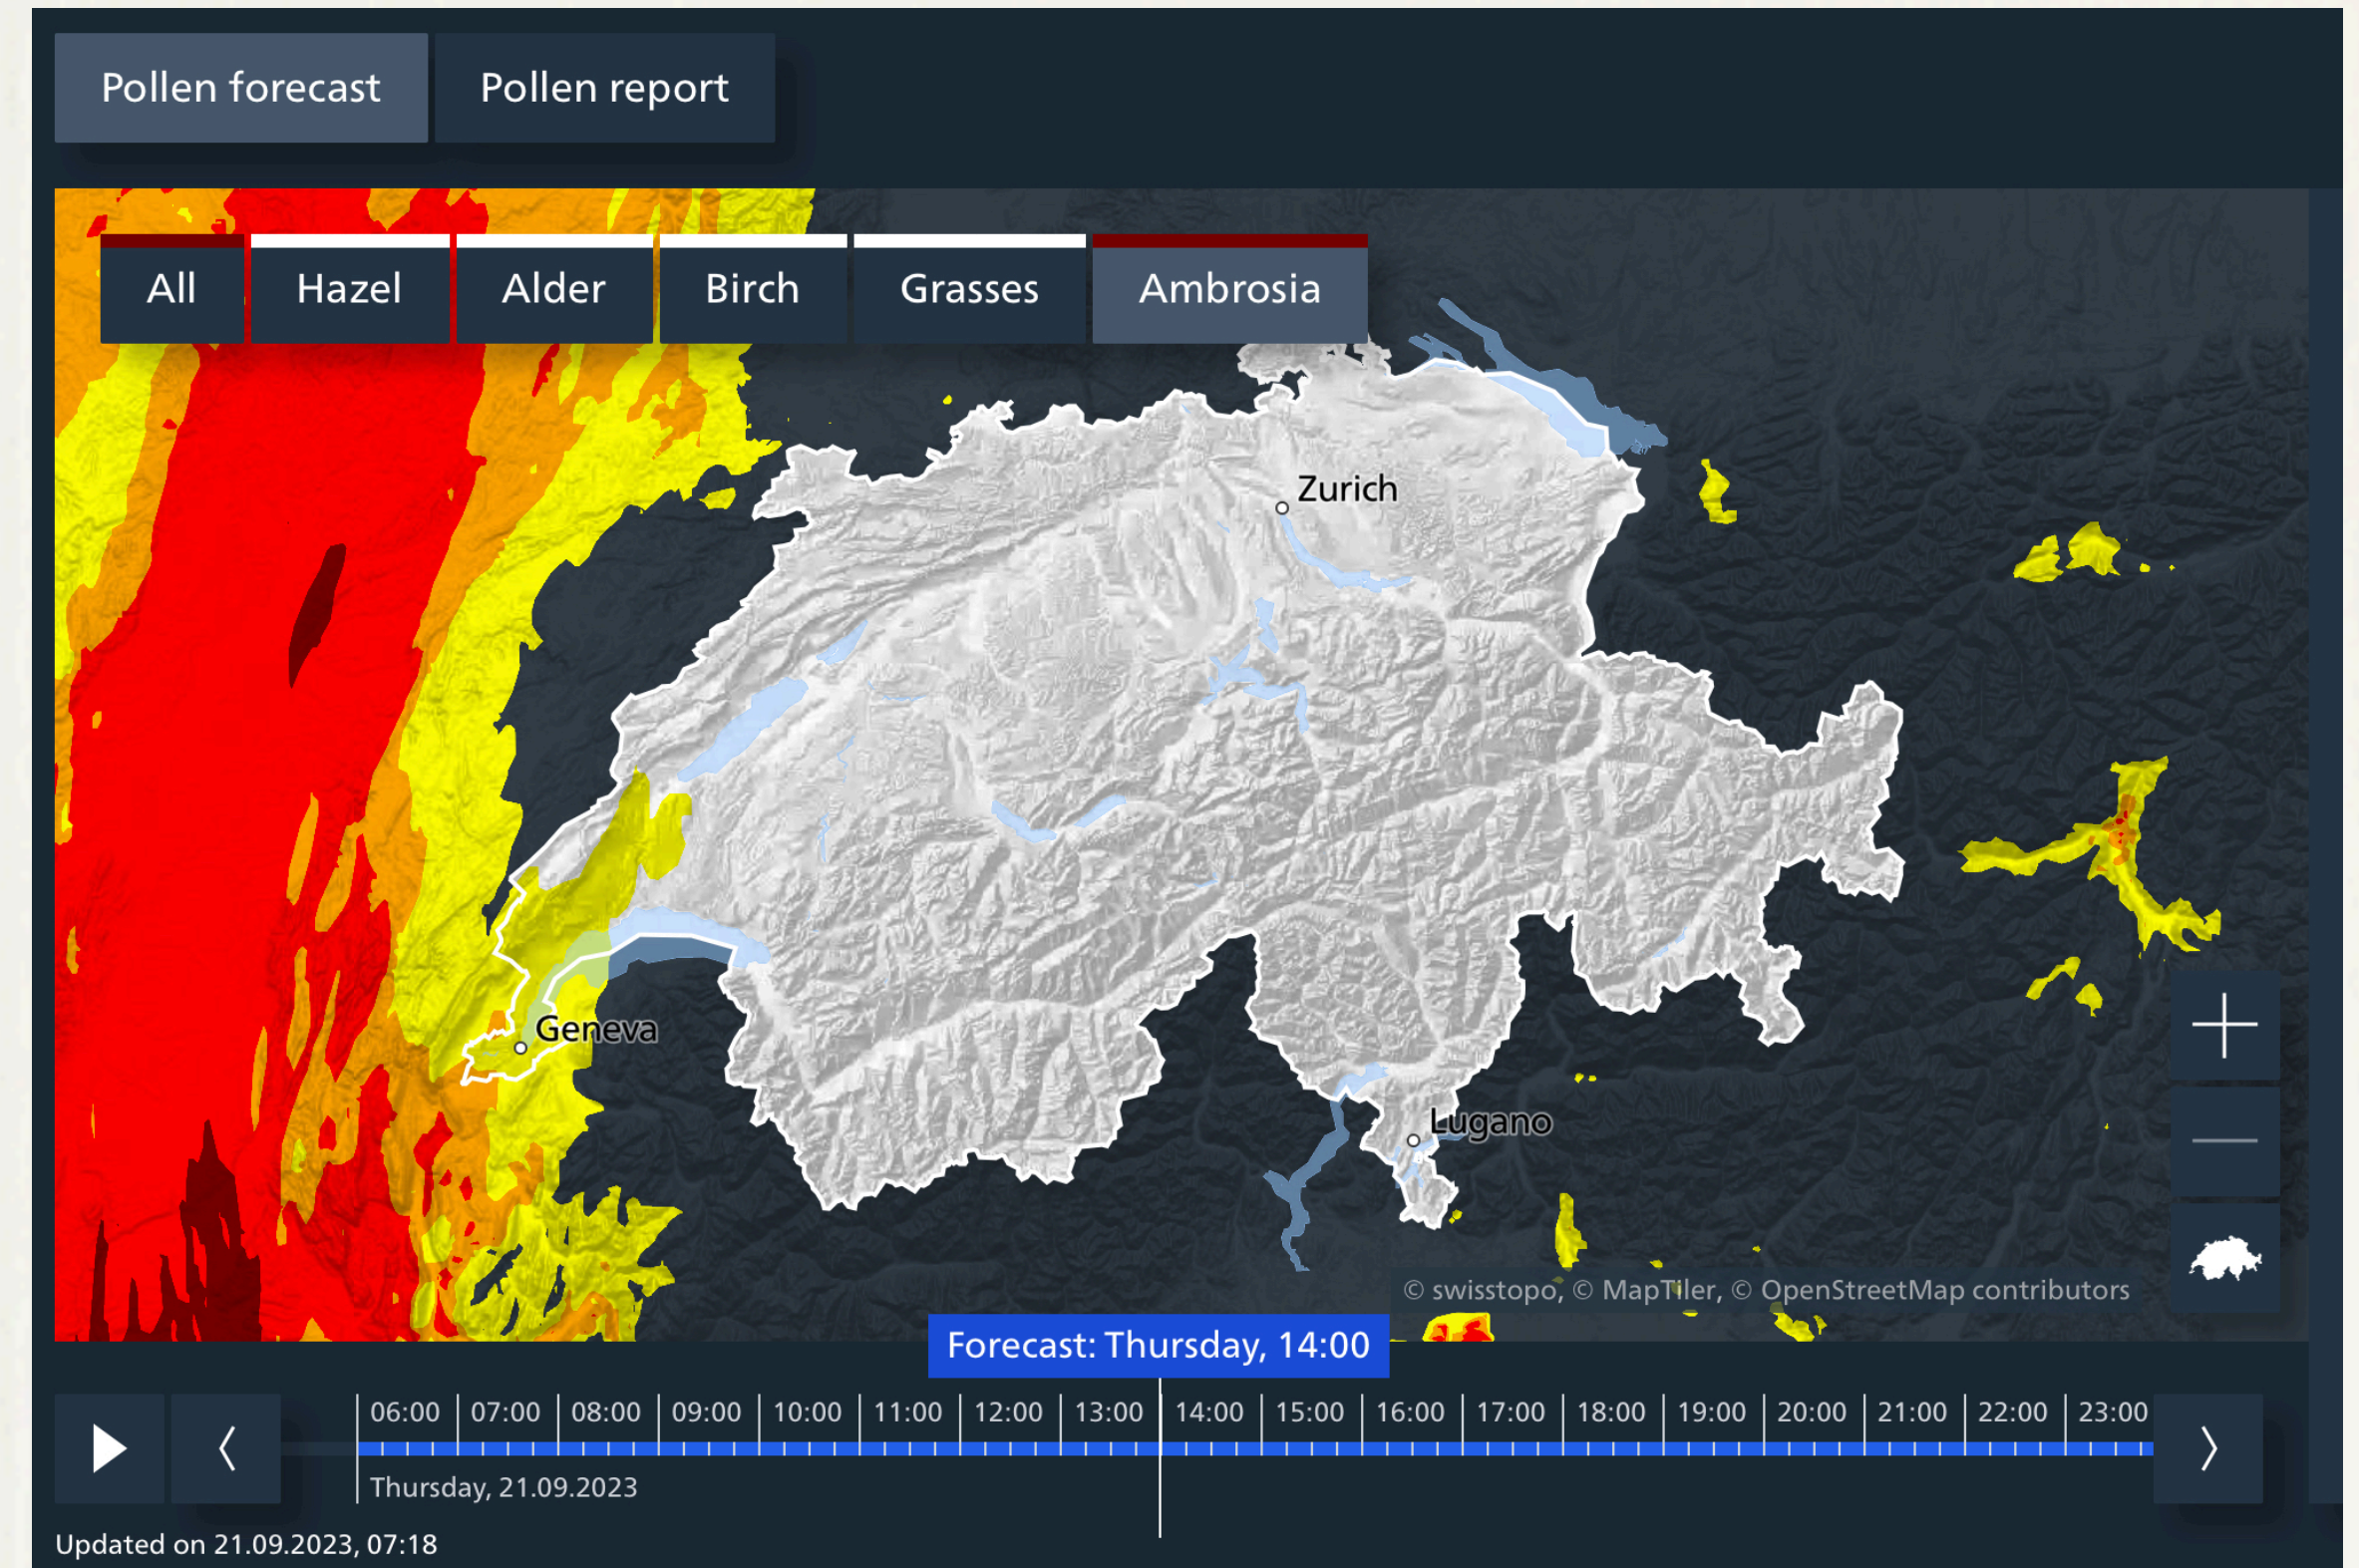 Pollen forecast
Pollen report
All
Hazel
Alder
Birch
Grasses
Ambrosia
Zurich
Geneva
Lugano
© swisstopo, © MapTiler, © OpenStreetMap contributors
Forecast: Thursday, 14:00
06:00 07:00 08:00 09:00 10:00 11:00 12:00 13:00 14:00 15:00 16:00 17:00 18:00 19:00 20:00 21:00 22:00 23:00
Thursday, 21.09.2023
Updated on 21.09.2023, 07:18